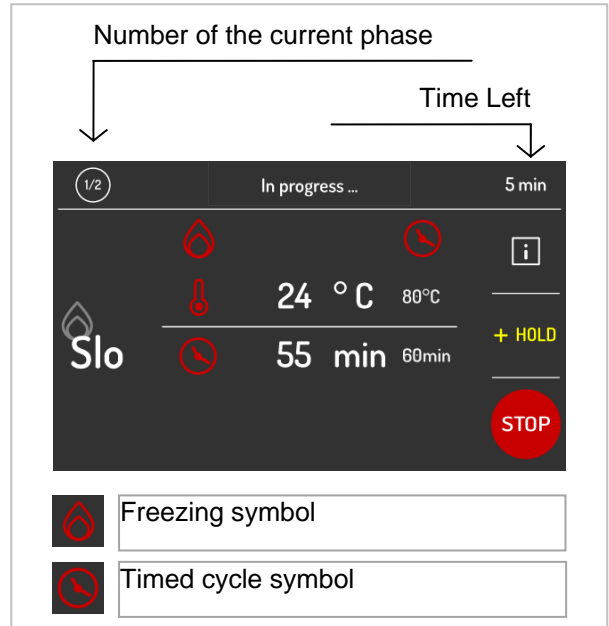 Number of the current phase
Time Left
1/2
In progress ...
5 min
i
24 °C 80°C
+ HOLD
Slo
55 min 60min
STOP
Freezing symbol
Timed cycle symbol